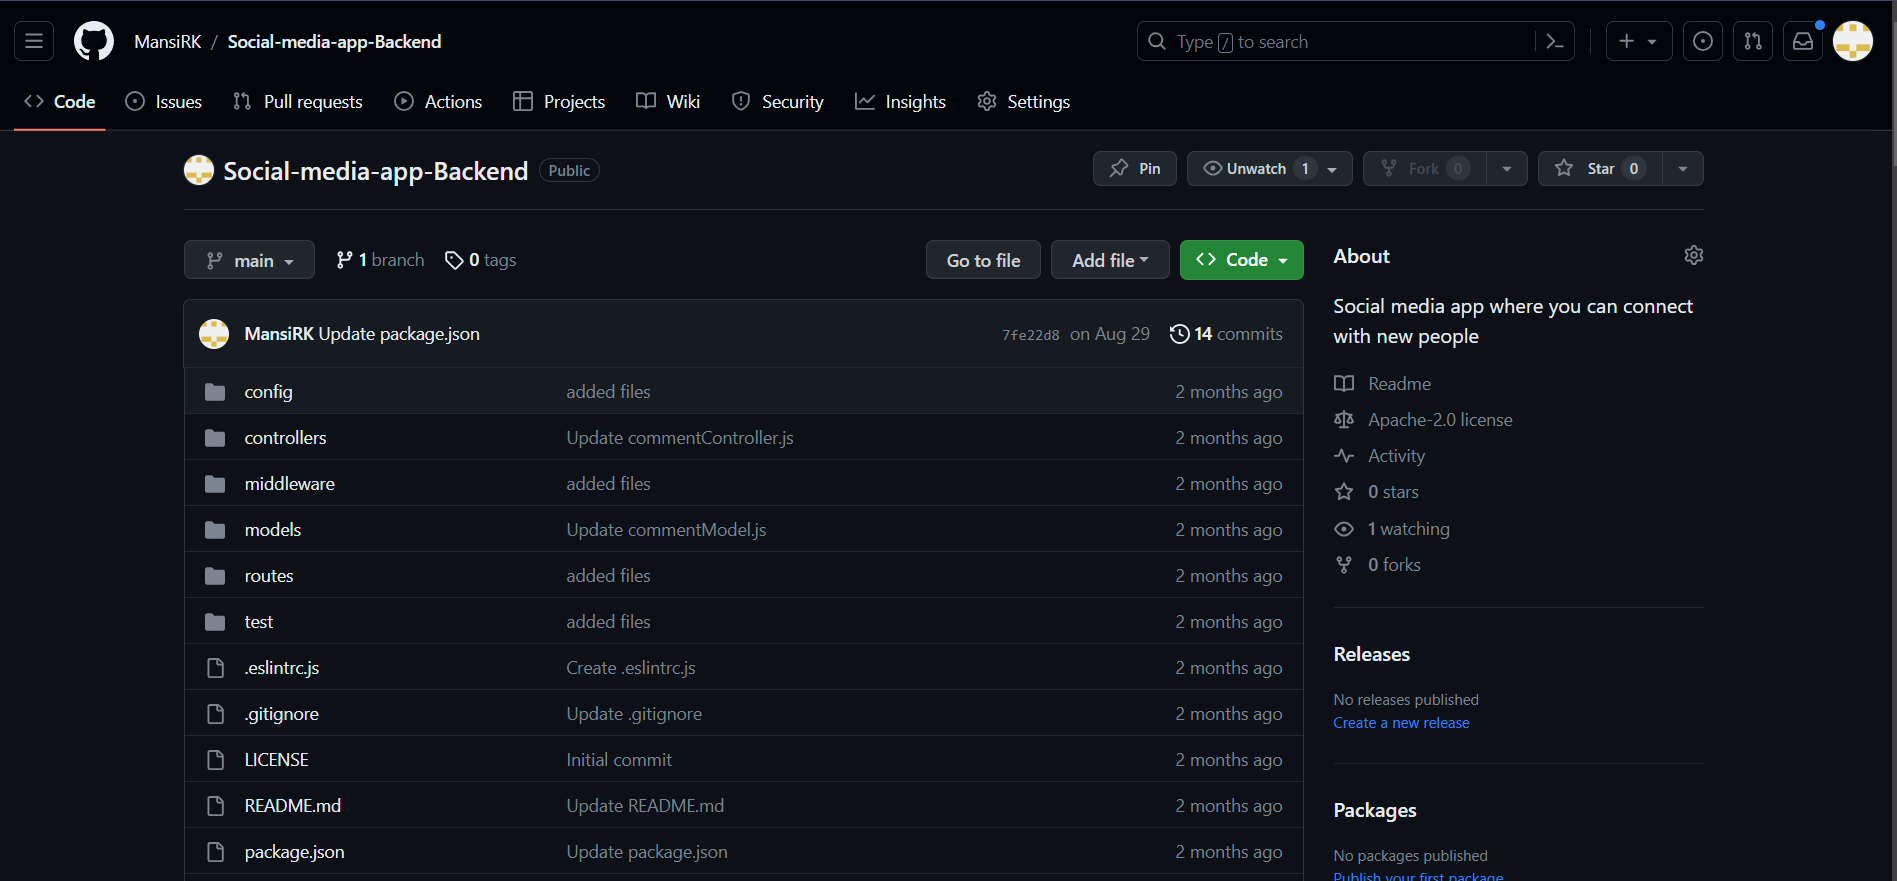 MansiRK / Social-media-app-Backend
Type / to search
Code Issues Pull requests Actions Projects Wiki Security Insights Settings
Social-media-app-Backend Public
Pin Unwatch 1 Fork 0 Star 0
main 1 branch 0 tags Go to file Add file Code
MansiRK Update package.json 7fe22d8 on Aug 29 14 commits
config added files 2 months ago
controllers Update commentController.js 2 months ago
middleware added files 2 months ago
models Update commentModel.js 2 months ago
routes added files 2 months ago
test added files 2 months ago
.eslintrc.js Create .eslintrc.js 2 months ago
.gitignore Update .gitignore 2 months ago
LICENSE Initial commit 2 months ago
README.md Update README.md 2 months ago
package.json Update package.json 2 months ago
About
Social media app where you can connect
with new people
Readme
Apache-2.0 license
Activity
0 stars
1 watching
0 forks
Releases
No releases published
Create a new release
Packages
No packages published
Publish your first package